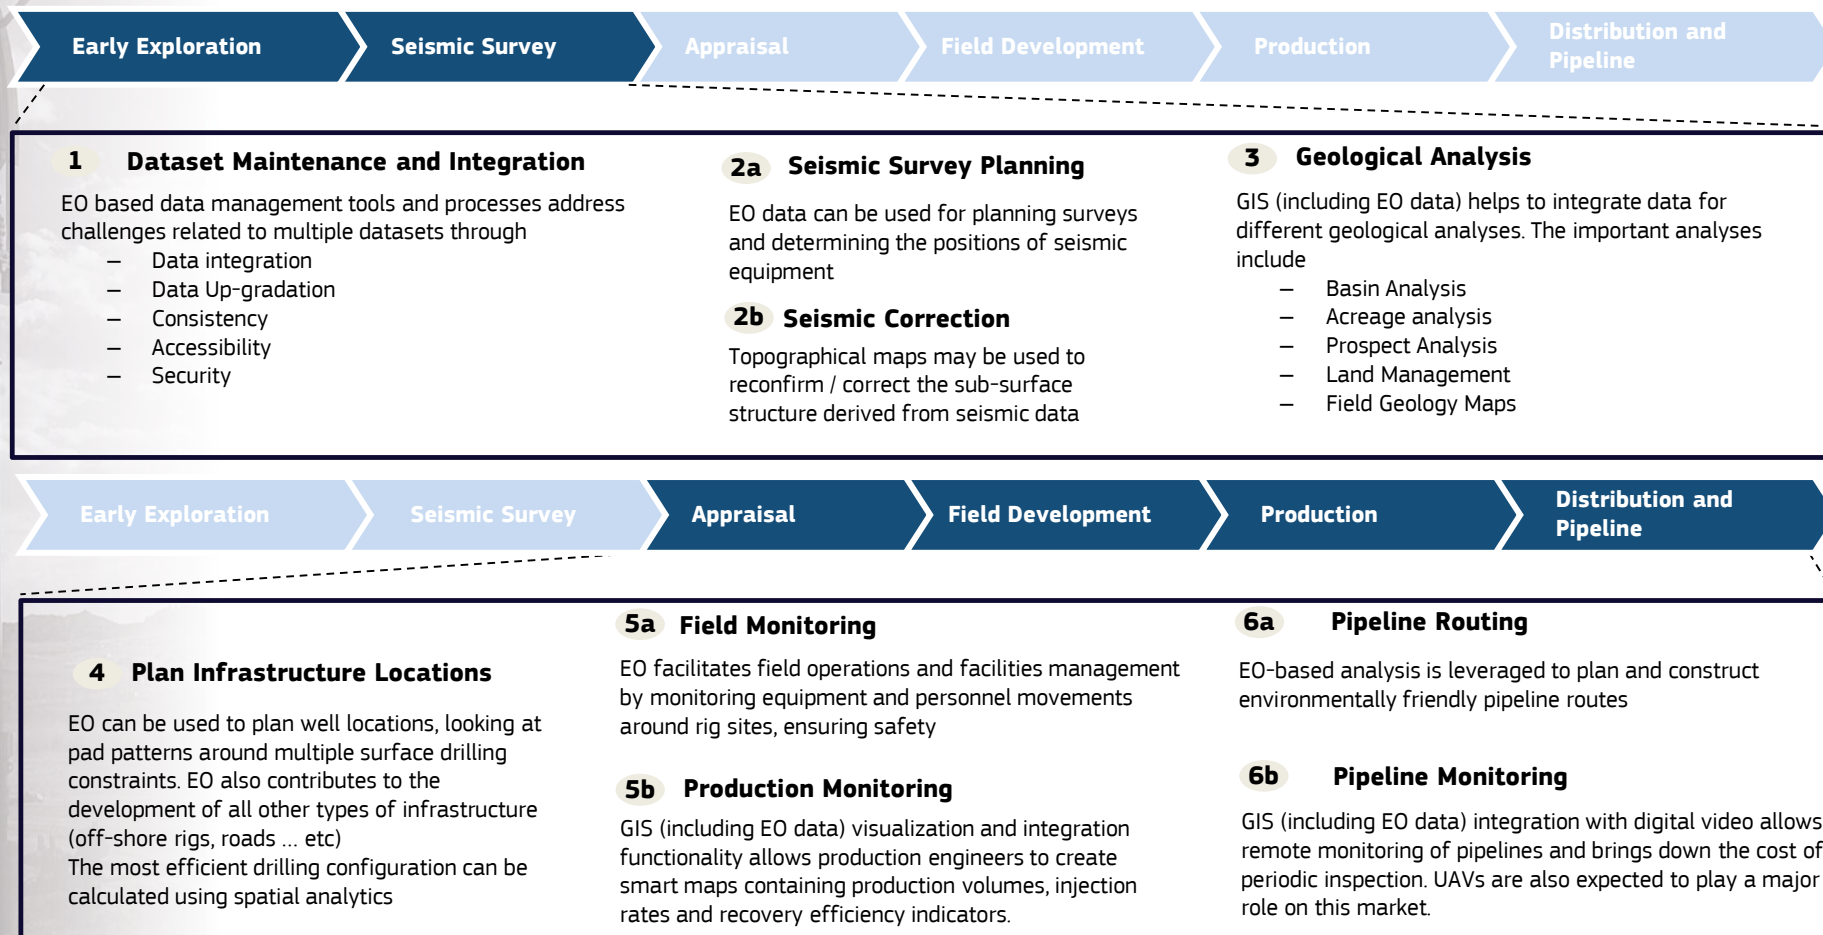 Early Exploration
Seismic Survey
Appraisal
Field Development
Production
Distribution and
Pipeline
1 Dataset Maintenance and Integration
EO based data management tools and processes address
challenges related to multiple datasets through
– Data integration
– Data Up-gradation
– Consistency
– Accessibility
– Security
2a Seismic Survey Planning
EO data can be used for planning surveys
and determining the positions of seismic
equipment
2b Seismic Correction
Topographical maps may be used to
reconfirm / correct the sub-surface
structure derived from seismic data
3 Geological Analysis
GIS (including EO data) helps to integrate data for
different geological analyses. The important analyses
include
– Basin Analysis
– Acreage analysis
– Prospect Analysis
– Land Management
– Field Geology Maps
Early Exploration
Seismic Survey
Appraisal
Field Development
Production
Distribution and
Pipeline
4 Plan Infrastructure Locations
EO can be used to plan well locations, looking at
pad patterns around multiple surface drilling
constraints. EO also contributes to the
development of all other types of infrastructure
(off-shore rigs, roads ... etc)
The most efficient drilling configuration can be
calculated using spatial analytics
5a Field Monitoring
EO facilitates field operations and facilities management
by monitoring equipment and personnel movements
around rig sites, ensuring safety
5b Production Monitoring
GIS (including EO data) visualization and integration
functionality allows production engineers to create
smart maps containing production volumes, injection
rates and recovery efficiency indicators.
6a Pipeline Routing
EO-based analysis is leveraged to plan and construct
environmentally friendly pipeline routes
6b Pipeline Monitoring
GIS (including EO data) integration with digital video allows
remote monitoring of pipelines and brings down the cost of
periodic inspection. UAVs are also expected to play a major
role on this market.